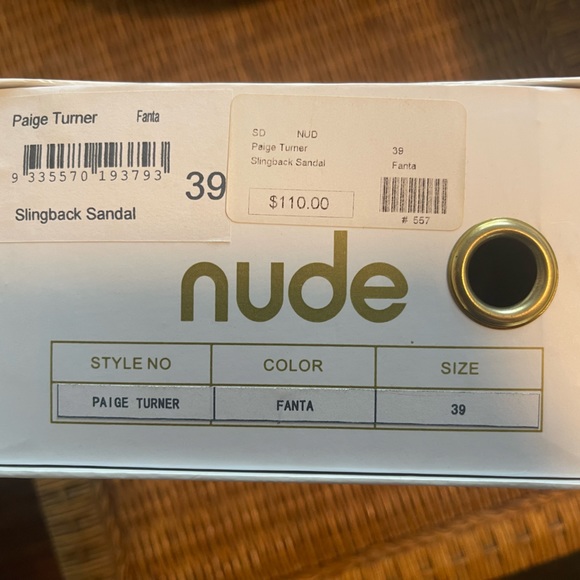 Paige Turner Fanta
9 335570 193793
39
Slingback Sandal
SD NUD
Paige Turner 39
Slingback Sandal Fanta
$110.00
# 567
nude
STYLE NO COLOR SIZE
PAIGE TURNER FANTA 39